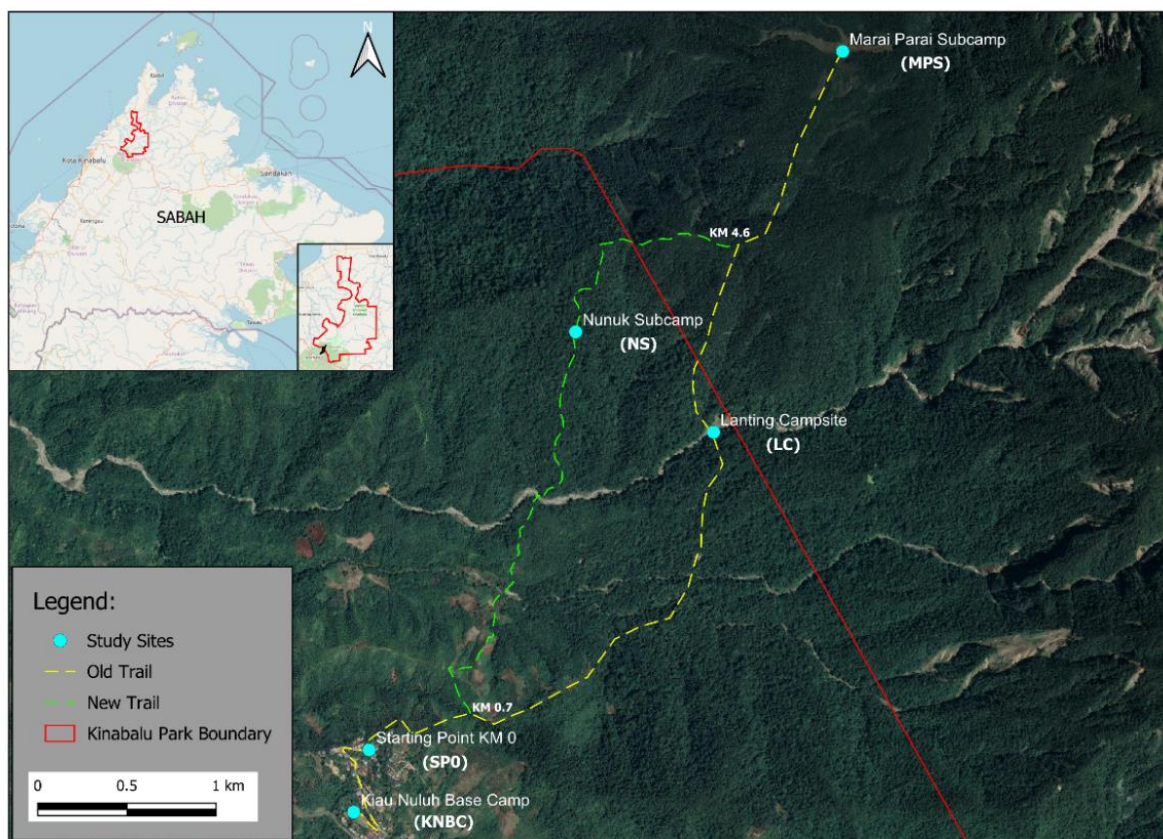 N
Kota Kinabalu
Sandakan
SABAH
Tawau
Marai Parai Subcamp
(MPS)
KM 4.6
Nunuk Subcamp
(NS)
Lanting Campsite
(LC)
KM 0.7
Starting Point KM 0
(SP0)
Kiau Nuluh Base Camp
(KNBC)
Legend:
Study Sites
Old Trail
New Trail
Kinabalu Park Boundary
0 0.5 1 km